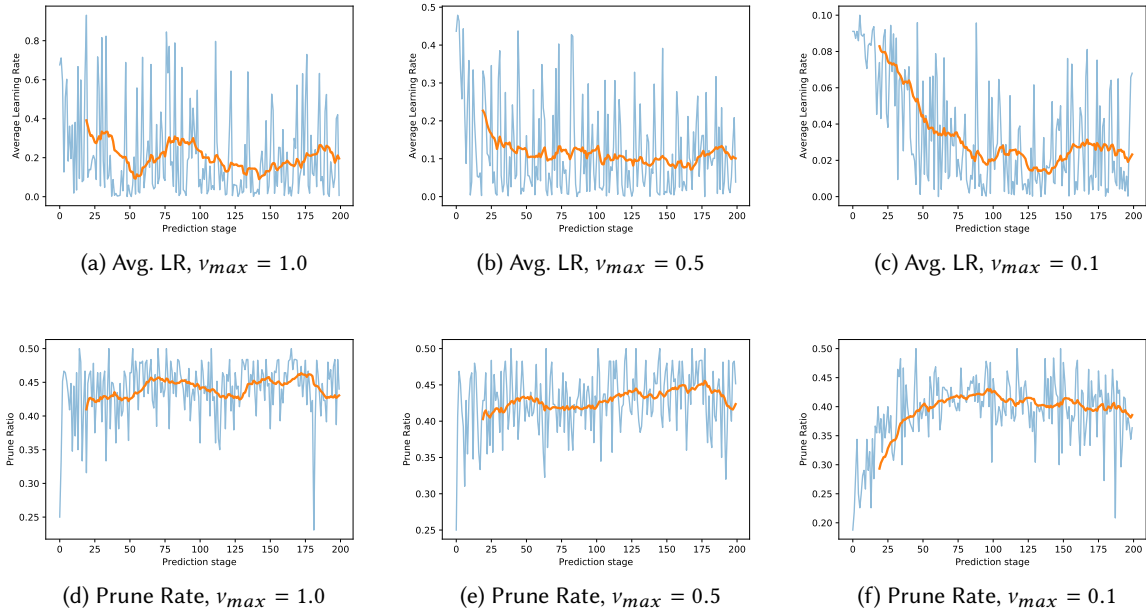 0.8
0.6
0.4
0.2
0.0
Average Learning Rate
0 25 50 75 100 125 150 175 200
Prediction stage
(a) Avg. LR, νmax = 1.0
0.5
0.4
0.3
0.2
0.1
0.0
Average Learning Rate
0 25 50 75 100 125 150 175 200
Prediction stage
(b) Avg. LR, νmax = 0.5
0.10
0.08
0.06
0.04
0.02
0.00
Average Learning Rate
0 25 50 75 100 125 150 175 200
Prediction stage
(c) Avg. LR, νmax = 0.1
0.50
0.45
0.40
0.35
0.30
0.25
Prune Ratio
0 25 50 75 100 125 150 175 200
Prediction stage
(d) Prune Rate, νmax = 1.0
0.50
0.45
0.40
0.35
0.30
0.25
Prune Ratio
0 25 50 75 100 125 150 175 200
Prediction stage
(e) Prune Rate, νmax = 0.5
0.50
0.45
0.40
0.35
0.30
0.25
0.20
Prune Ratio
0 25 50 75 100 125 150 175 200
Prediction stage
(f) Prune Rate, νmax = 0.1